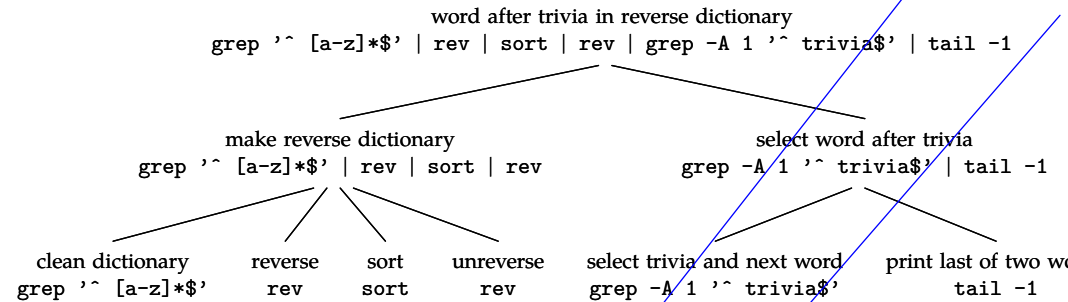 word after trivia in reverse dictionary
grep '^ [a-z]*$' | rev | sort | rev | grep -A 1 '^ trivia$' | tail -1
make reverse dictionary
grep '^ [a-z]*$' | rev | sort | rev
select word after trivia
grep -A 1 '^ trivia$' | tail -1
clean dictionary
grep '^ [a-z]*$'
reverse
rev
sort
sort
unreverse
rev
select trivia and next word
grep -A 1 '^ trivia$'
print last of two
tail -1